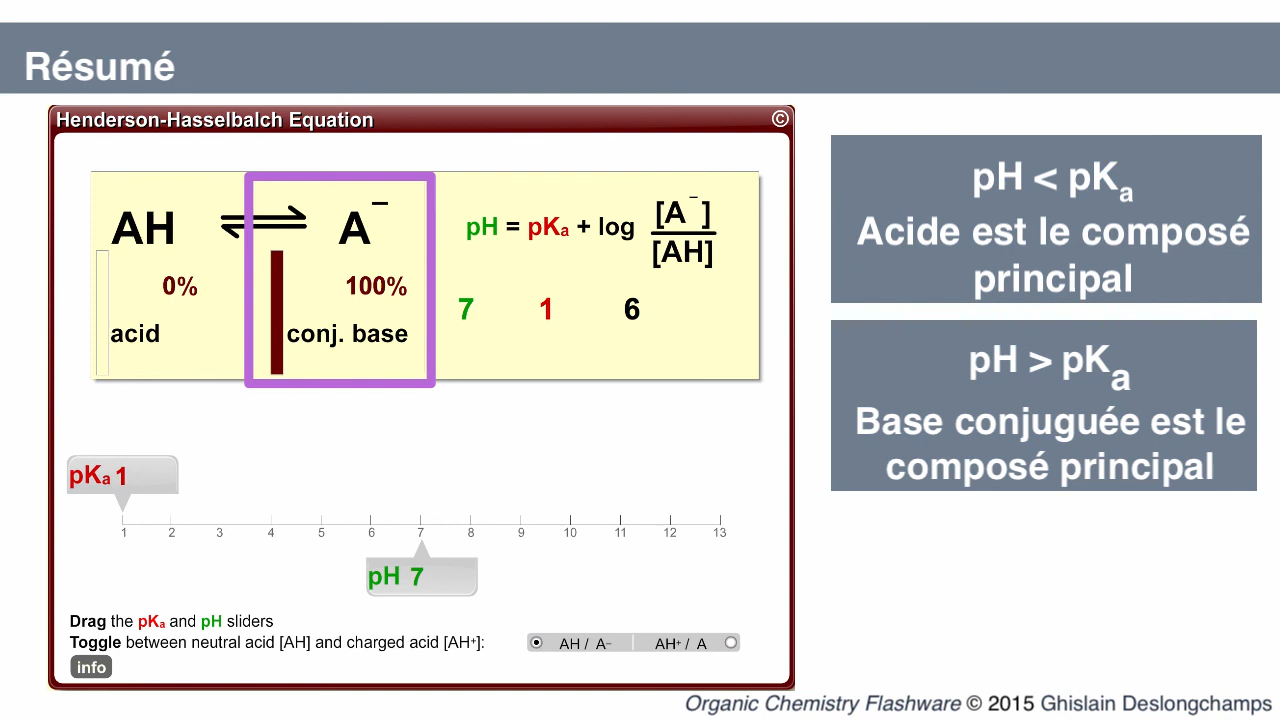 Résumé
Henderson-Hasselbalch Equation ©
AH ⇌ A⁻
0% 100%
acid conj. base
pH = pKa + log [A⁻] / [AH]
7 1 6
pH < pKa
Acide est le composé
principal
pH > pKa
Base conjuguée est le
composé principal
pKa 1
1 2 3 4 5 6 7 8 9 10 11 12 13
pH 7
Drag the pKa and pH sliders
Toggle between neutral acid [AH] and charged acid [AH⁺]: AH / A⁻ AH⁺ / A
info
Organic Chemistry Flashware © 2015 Ghislain Deslongchamps